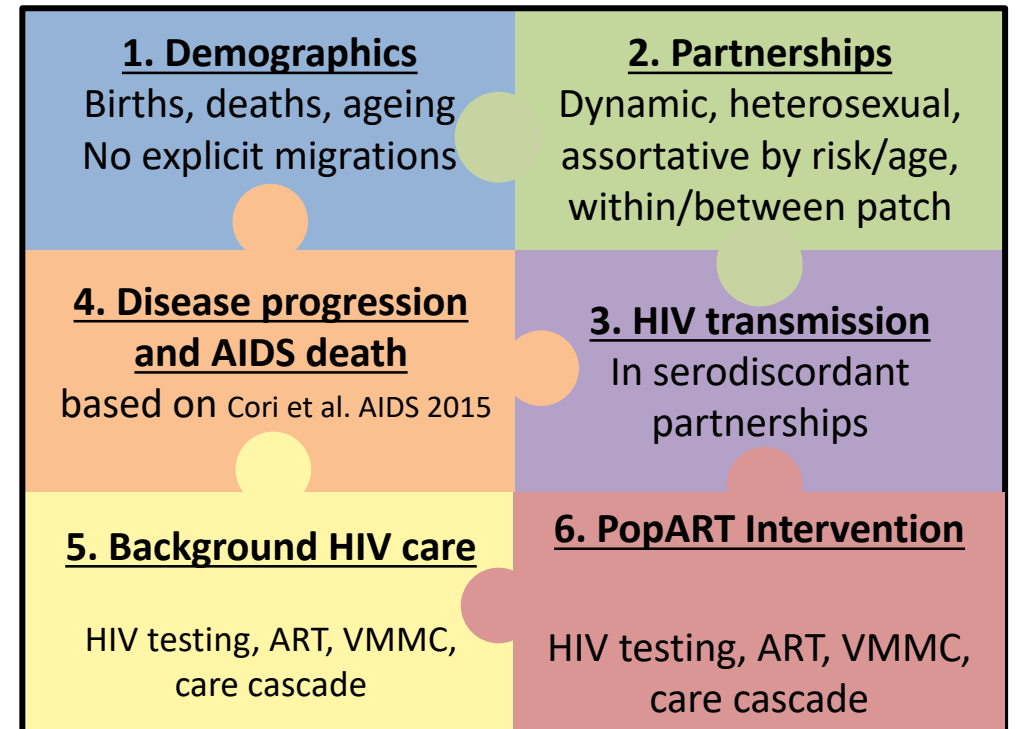 1. Demographics
Births, deaths, ageing
No explicit migrations
2. Partnerships
Dynamic, heterosexual,
assortative by risk/age,
within/between patch
4. Disease progression
and AIDS death
based on Cori et al. AIDS 2015
3. HIV transmission
In serodiscordant
partnerships
5. Background HIV care
HIV testing, ART, VMMC,
care cascade
6. PopART Intervention
HIV testing, ART, VMMC,
care cascade